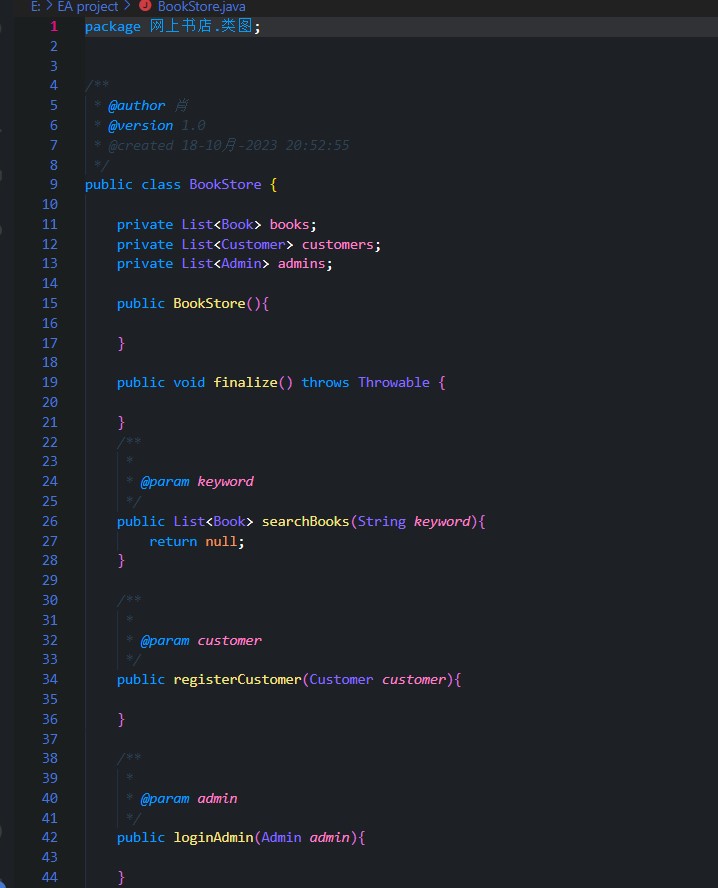 E: > EA project > J BookStore.java
1 package 网上书店.类图;
2
3
4 /**
5  * @author 肖
6  * @version 1.0
7  * @created 18-10月-2023 20:52:55
8  */
9 public class BookStore {
10
11     private List<Book> books;
12     private List<Customer> customers;
13     private List<Admin> admins;
14
15     public BookStore(){
16
17     }
18
19     public void finalize() throws Throwable {
20
21     }
22     /**
23      *
24      * @param keyword
25      */
26     public List<Book> searchBooks(String keyword){
27         return null;
28     }
29
30     /**
31      *
32      * @param customer
33      */
34     public registerCustomer(Customer customer){
35
36     }
37
38     /**
39      *
40      * @param admin
41      */
42     public loginAdmin(Admin admin){
43
44     }